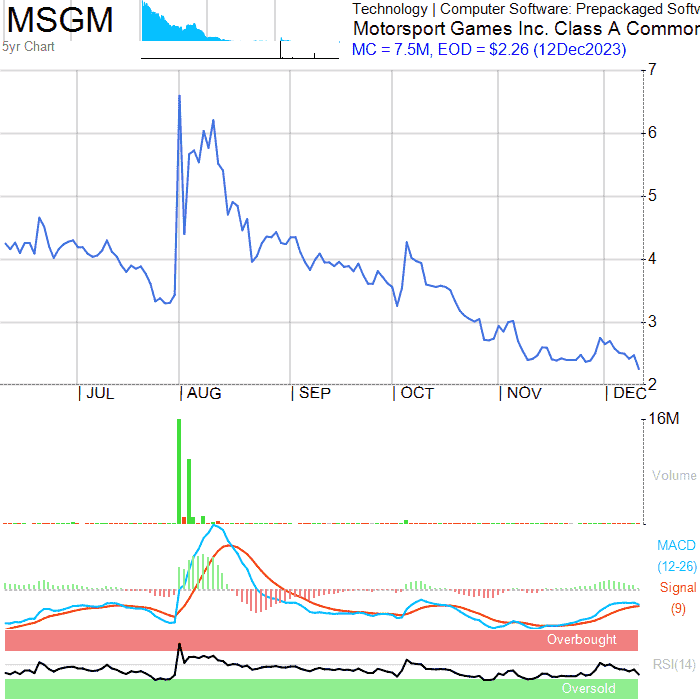 MSGM
5yr Chart
Technology | Computer Software: Prepackaged Softw
Motorsport Games Inc. Class A Common
MC = 7.5M, EOD = $2.26 (12Dec2023)
7
6
5
4
3
2
JUL AUG SEP OCT NOV DEC
16M
Volume
MACD
(12-26)
Signal
(9)
Overbought
RSI(14)
Oversold